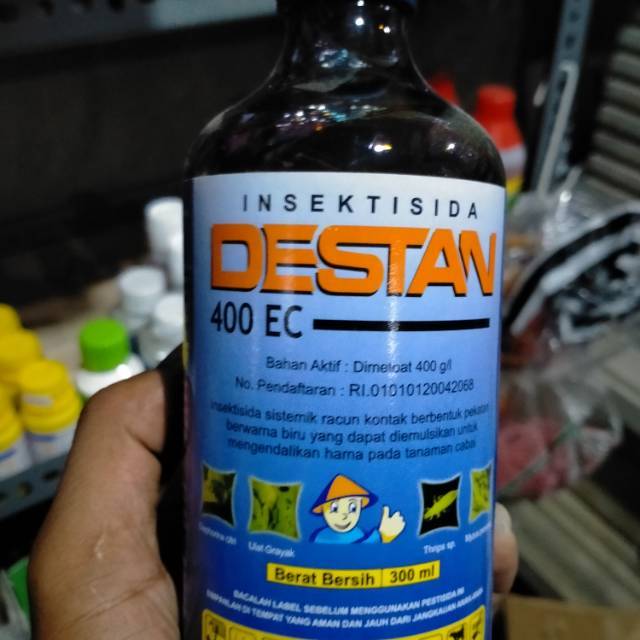 INSEKTISIDA
DESTAN
400 EC
Bahan Aktif : Dimetoat 400 g/l
No. Pendaftaran : RI.01010120042068
Insektisida sistemik racun kontak berbentuk pekatan
berwarna biru yang dapat diemulsikan untuk
mengendalikan hama pada tanaman cabai
Ulat Grayak
Thrips sp.
Berat Bersih 300 ml
BACALAH LABEL SEBELUM MENGGUNAKAN PESTISIDA INI
SIMPANLAH DI TEMPAT YANG AMAN DAN JAUH DARI JANGKAUAN